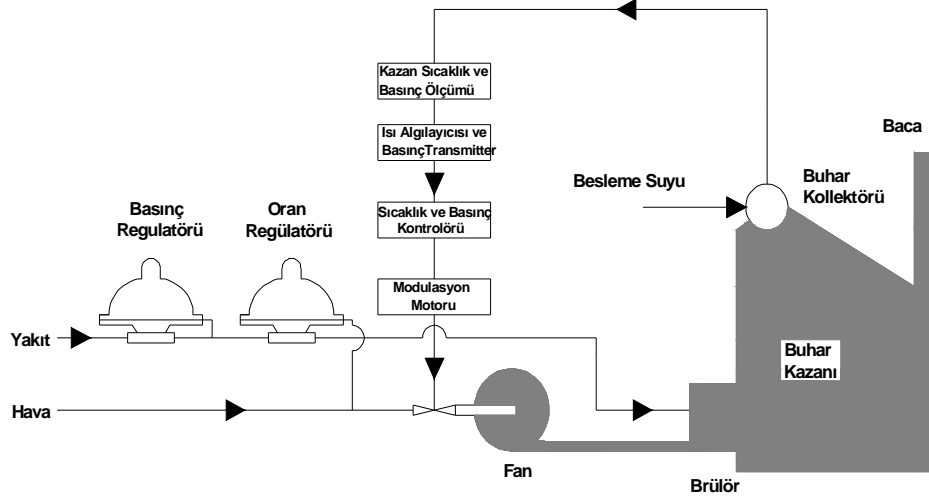 Kazan Sıcaklık ve
Basınç Ölçümü
Isı Algılayıcısı ve
BasınçTransmitter
Sıcaklık ve Basınç
Kontrolörü
Modulasyon
Motoru
Basınç
Regulatörü
Oran
Regülatörü
Besleme Suyu
Buhar
Kollektörü
Baca
Yakıt
Hava
Buhar
Kazanı
Fan
Brülör